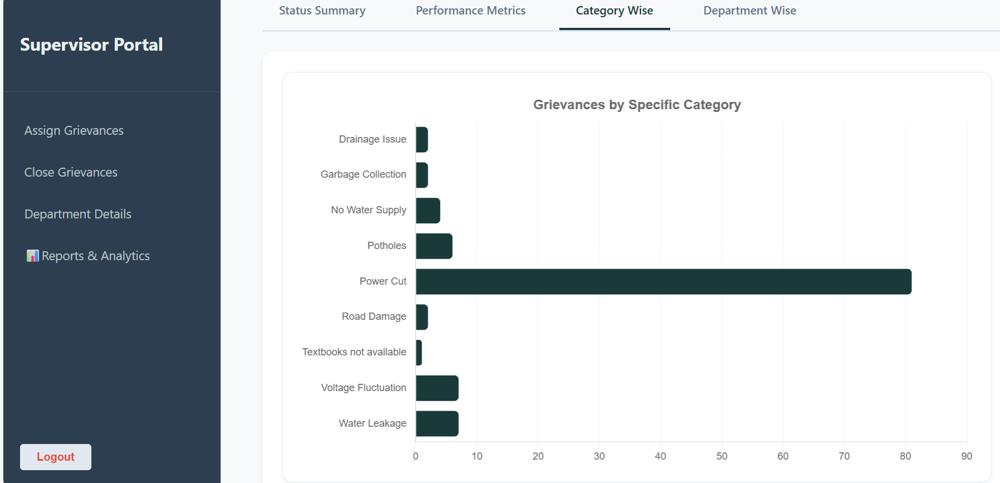 Supervisor Portal
Assign Grievances
Close Grievances
Department Details
Reports & Analytics
Logout
Status Summary
Performance Metrics
Category Wise
Department Wise
Grievances by Specific Category
Drainage Issue
Garbage Collection
No Water Supply
Potholes
Power Cut
Road Damage
Textbooks not available
Voltage Fluctuation
Water Leakage
0 10 20 30 40 50 60 70 80 90